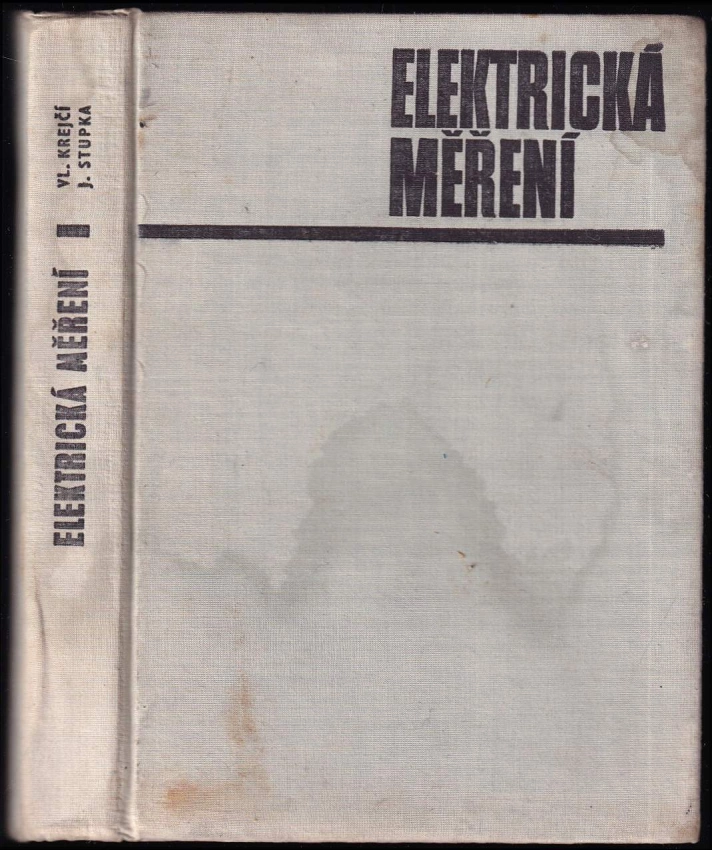 VL. KREJČÍ
J. STUPKA
ELEKTRICKÁ MĚŘENÍ
ELEKTRICKÁ
MĚŘENÍ